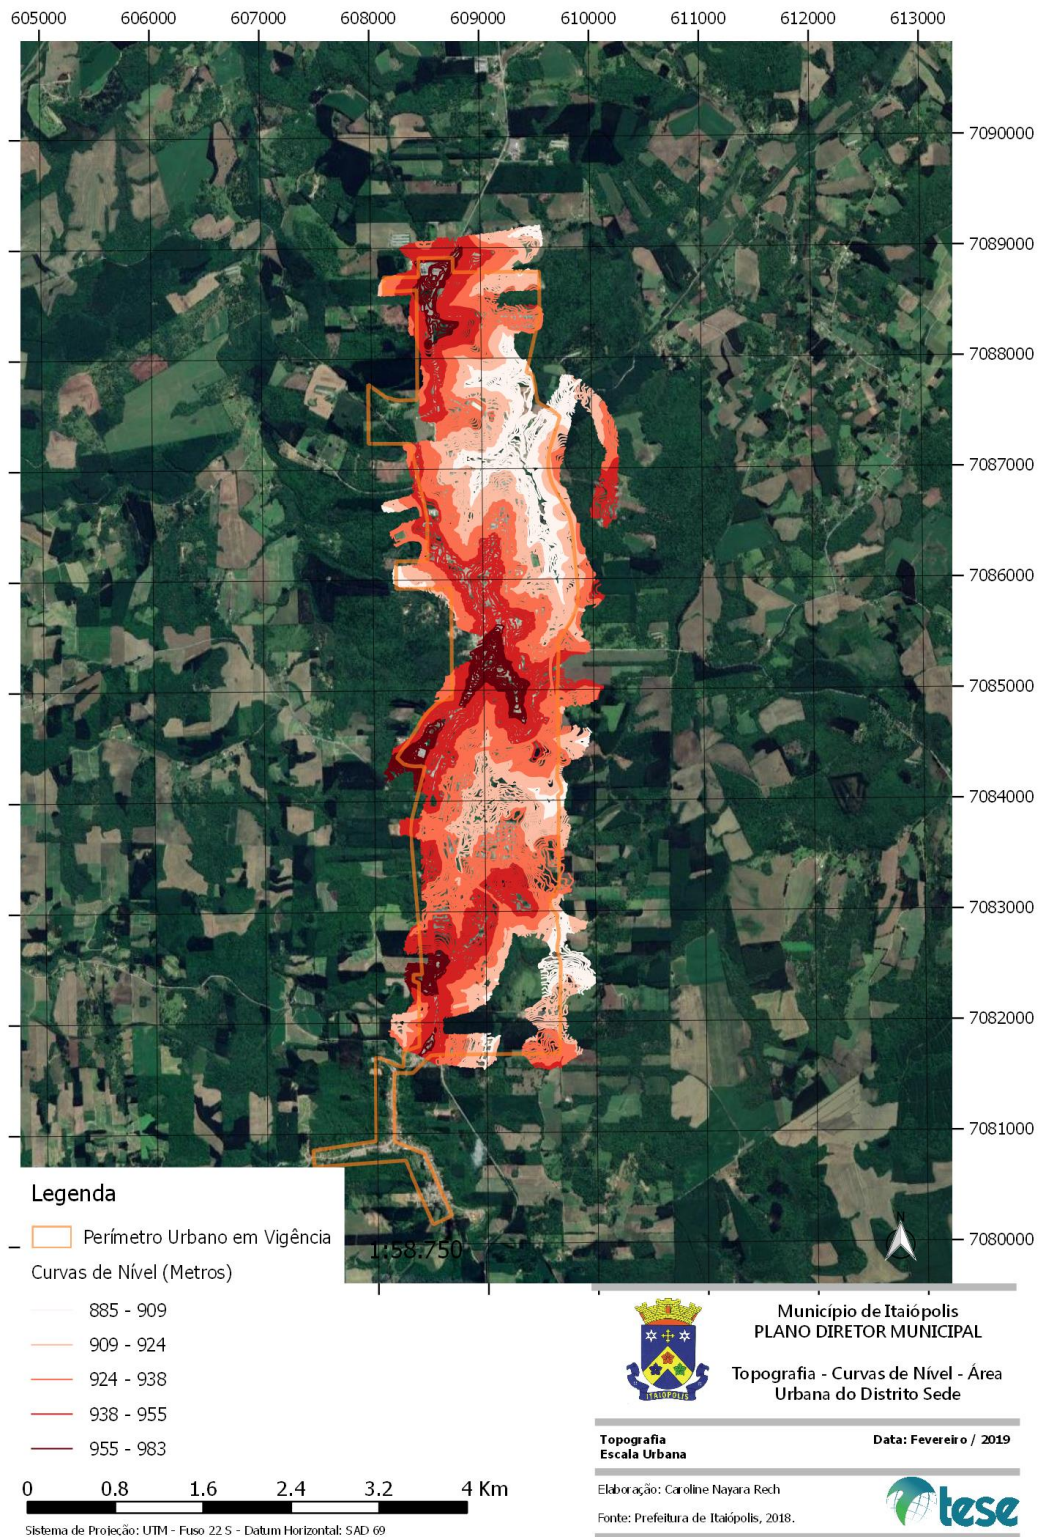 605000 606000 607000 608000 609000 610000 611000 612000 613000
7090000
7089000
7088000
7087000
7086000
7085000
7084000
7083000
7082000
7081000
7080000
N
1:58.750
Legenda
Perímetro Urbano em Vigência
Curvas de Nível (Metros)
885 - 909
909 - 924
924 - 938
938 - 955
955 - 983
0 0.8 1.6 2.4 3.2 4 Km
Sistema de Projeção: UTM - Fuso 22 S - Datum Horizontal: SAD 69
ITAIÓPOLIS
Município de Itaiópolis
PLANO DIRETOR MUNICIPAL
Topografia - Curvas de Nível - Área
Urbana do Distrito Sede
Topografia
Escala Urbana
Data: Fevereiro / 2019
Elaboração: Caroline Nayara Rech
Fonte: Prefeitura de Itaiópolis, 2018.
tese